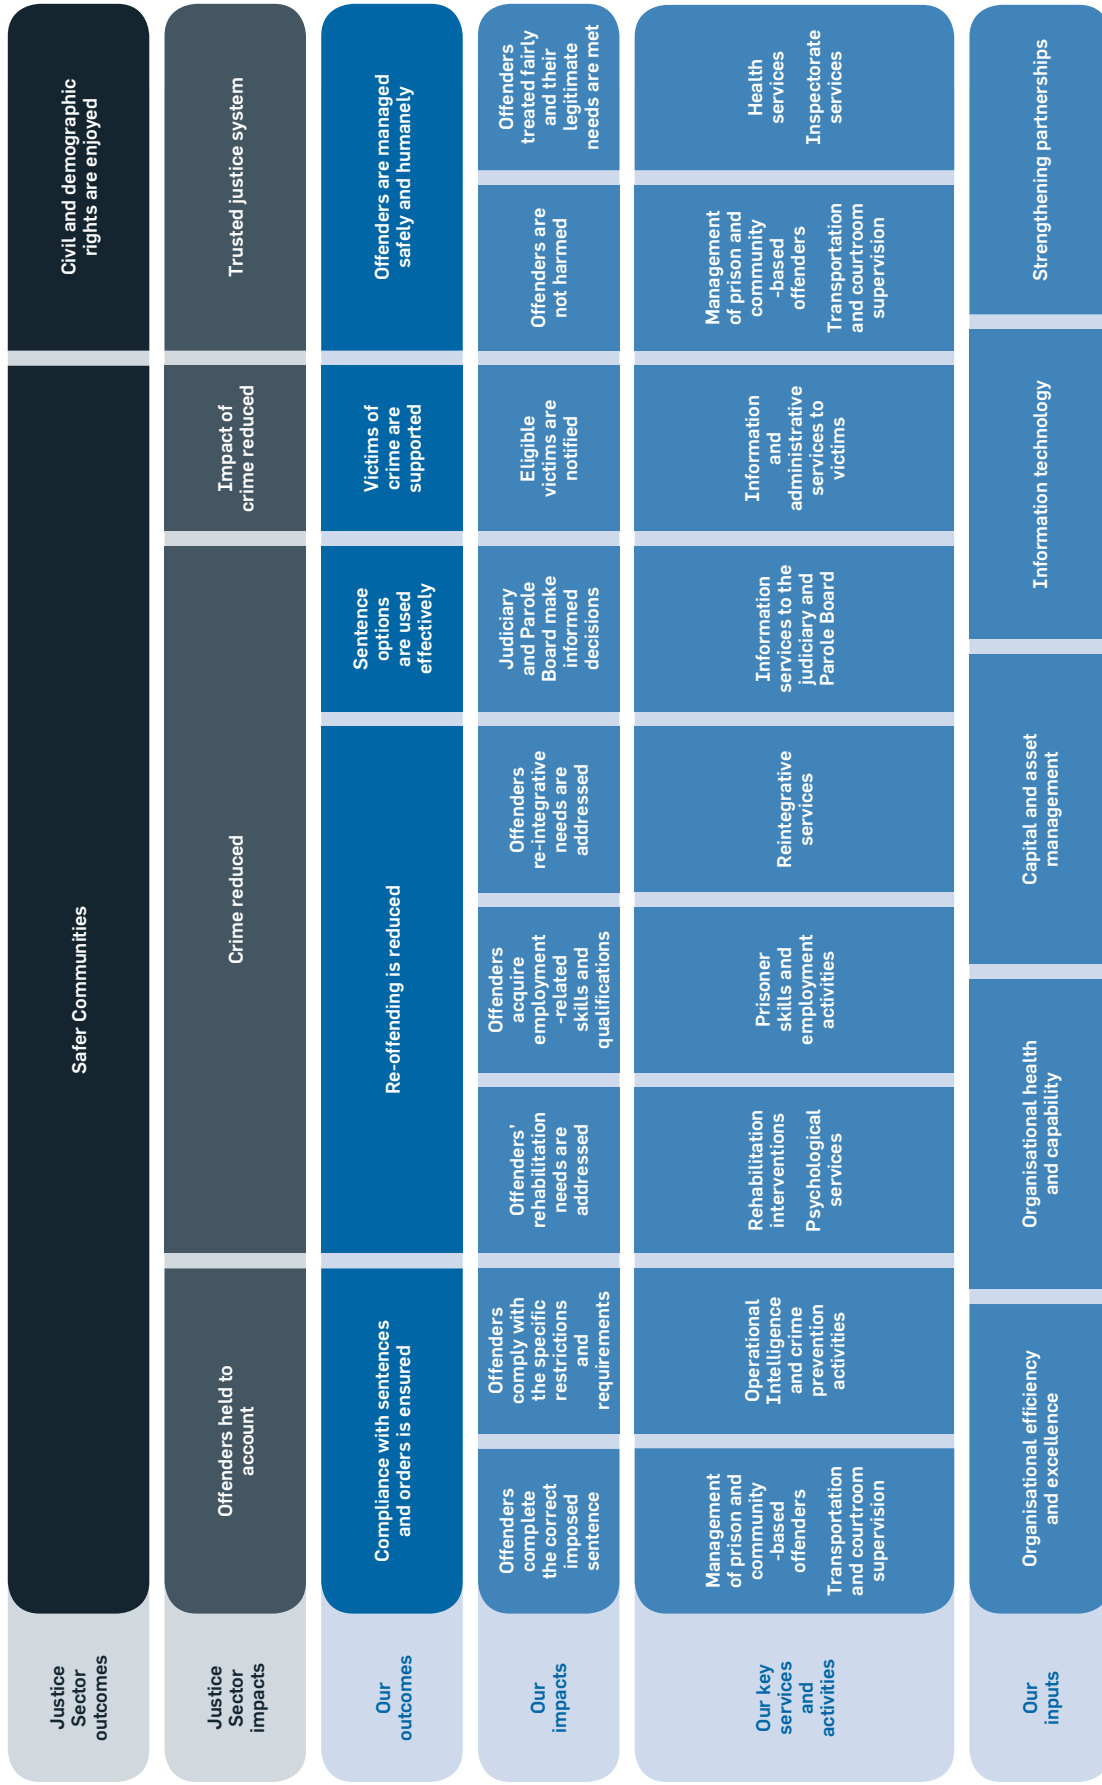 Justice
Sector
outcomes
Safer Communities
Civil and demographic
rights are enjoyed
Justice
Sector
impacts
Offenders held to
account
Crime reduced
Impact of
crime reduced
Trusted justice system
Our
outcomes
Compliance with sentences
and orders is ensured
Re-offending is reduced
Sentence
options
are used
effectively
Victims of
crime are
supported
Offenders are managed
safely and humanely
Our
impacts
Offenders
complete
the correct
imposed
sentence
Offenders
comply with
the specific
restrictions
and
requirements
Offenders’
rehabilitation
needs are
addressed
Offenders
acquire
employment
-related
skills and
qualifications
Offenders
re-integrative
needs are
addressed
Judiciary
and Parole
Board make
informed
decisions
Eligible
victims are
notified
Offenders are
not harmed
Offenders
treated fairly
and their
legitimate
needs are met
Our key
services
and
activities
Management
of prison and
community
-based
offenders
Transportation
and courtroom
supervision
Operational
Intelligence
and crime
prevention
activities
Rehabilitation
interventions
Psychological
services
Prisoner
skills and
employment
activities
Reintegrative
services
Information
services to the
judiciary and
Parole Board
Information
and
administrative
services to
victims
Management
of prison and
community
-based
offenders
Transportation
and courtroom
supervision
Health
services
Inspectorate
services
Our
inputs
Organisational efficiency
and excellence
Organisational health
and capability
Capital and asset
management
Information technology
Strengthening partnerships